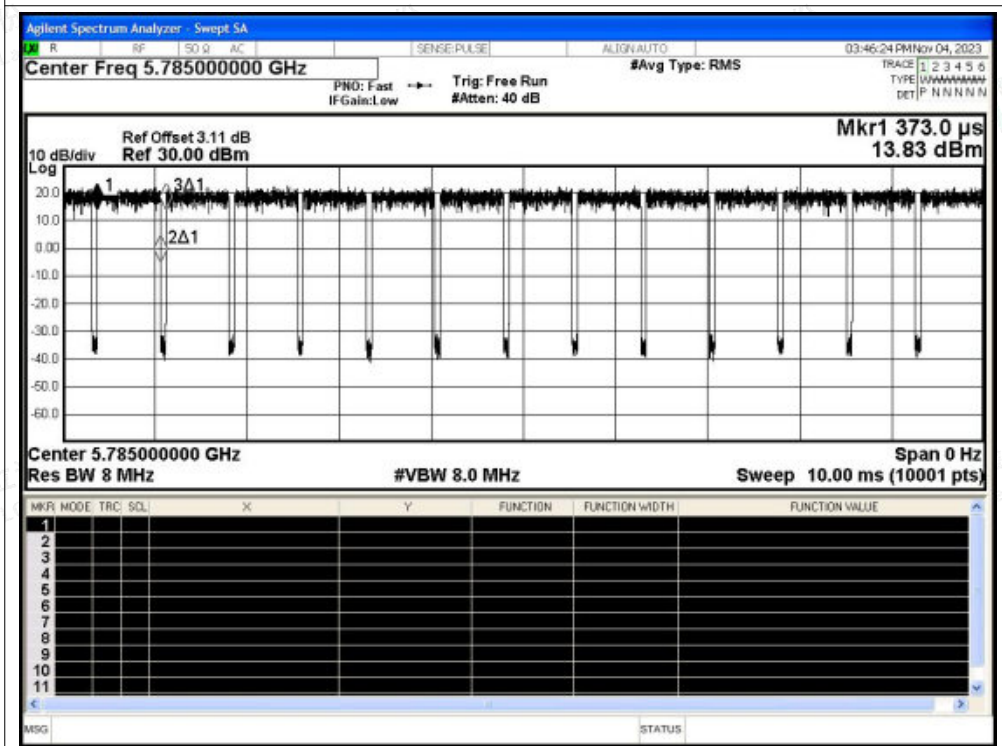 Agilent Spectrum Analyzer - Swept SA
LXI R RF 50 Ω AC SENSE:PULSE ALIGNAUTO 03:46:24 PMNov 04, 2023
Center Freq 5.785000000 GHz #Avg Type: RMS TRACE 1 2 3 4 5 6
PNO: Fast Trig: Free Run TYPE WWWWWW
IFGain:Low #Atten: 40 dB DET P N N N N N
Mkr1 373.0 µs
Ref Offset 3.11 dB
10 dB/div Ref 30.00 dBm 13.83 dBm
Log
20.0
1 3Δ1
10.0
0.00
2Δ1
-10.0
-20.0
-30.0
-40.0
-50.0
-60.0
Center 5.785000000 GHz Span 0 Hz
Res BW 8 MHz #VBW 8.0 MHz Sweep 10.00 ms (10001 pts)
MKR MODE TRC SCL X Y FUNCTION FUNCTION WIDTH FUNCTION VALUE
1
2
3
4
5
6
7
8
9
10
11
MSG STATUS